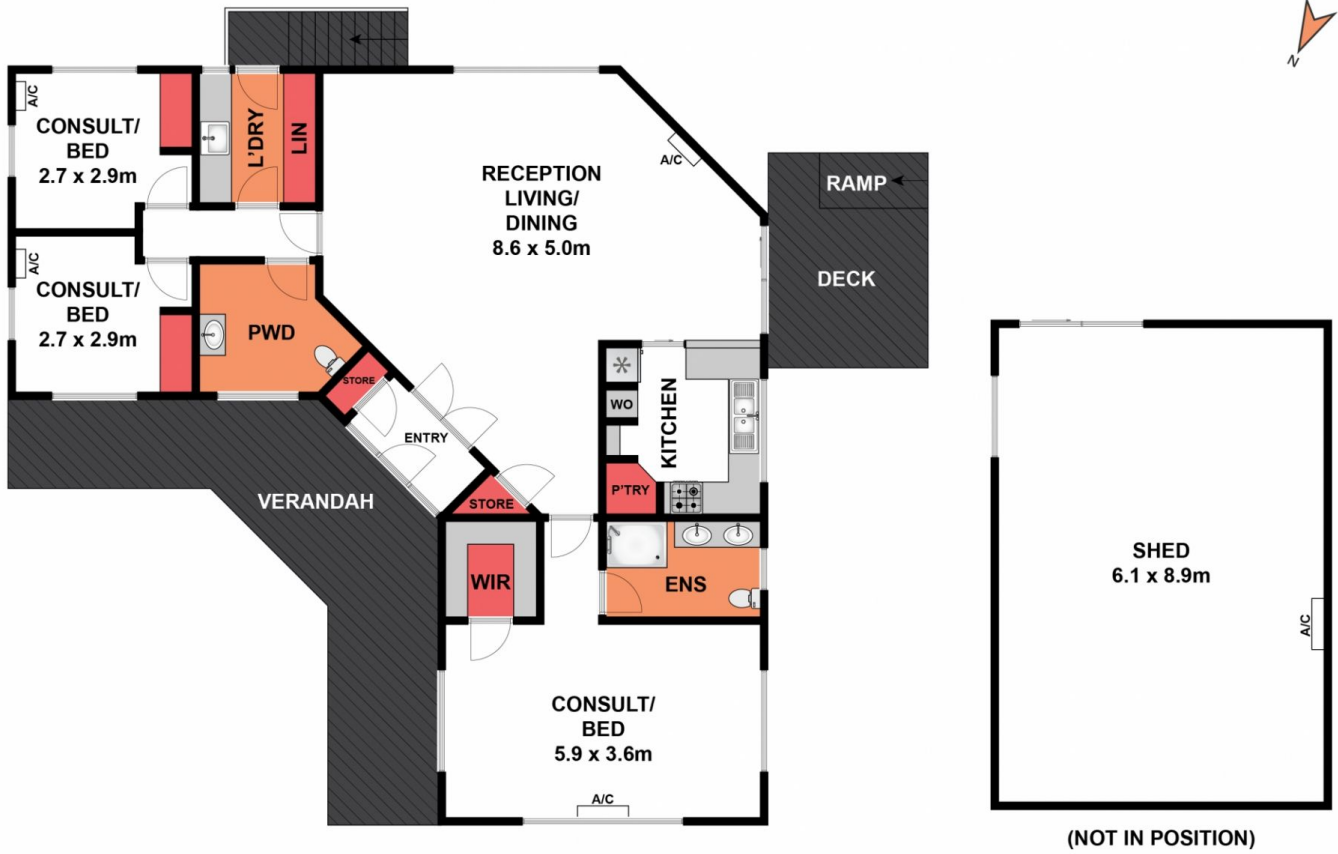 N
A/C
CONSULT/
BED
2.7 x 2.9m
L'DRY
LIN
RECEPTION
LIVING/
DINING
8.6 x 5.0m
A/C
RAMP
DECK
A/C
CONSULT/
BED
2.7 x 2.9m
PWD
STORE
ENTRY
STORE
VERANDAH
WO
KITCHEN
P'TRY
WIR
ENS
CONSULT/
BED
5.9 x 3.6m
A/C
SHED
6.1 x 8.9m
A/C
(NOT IN POSITION)